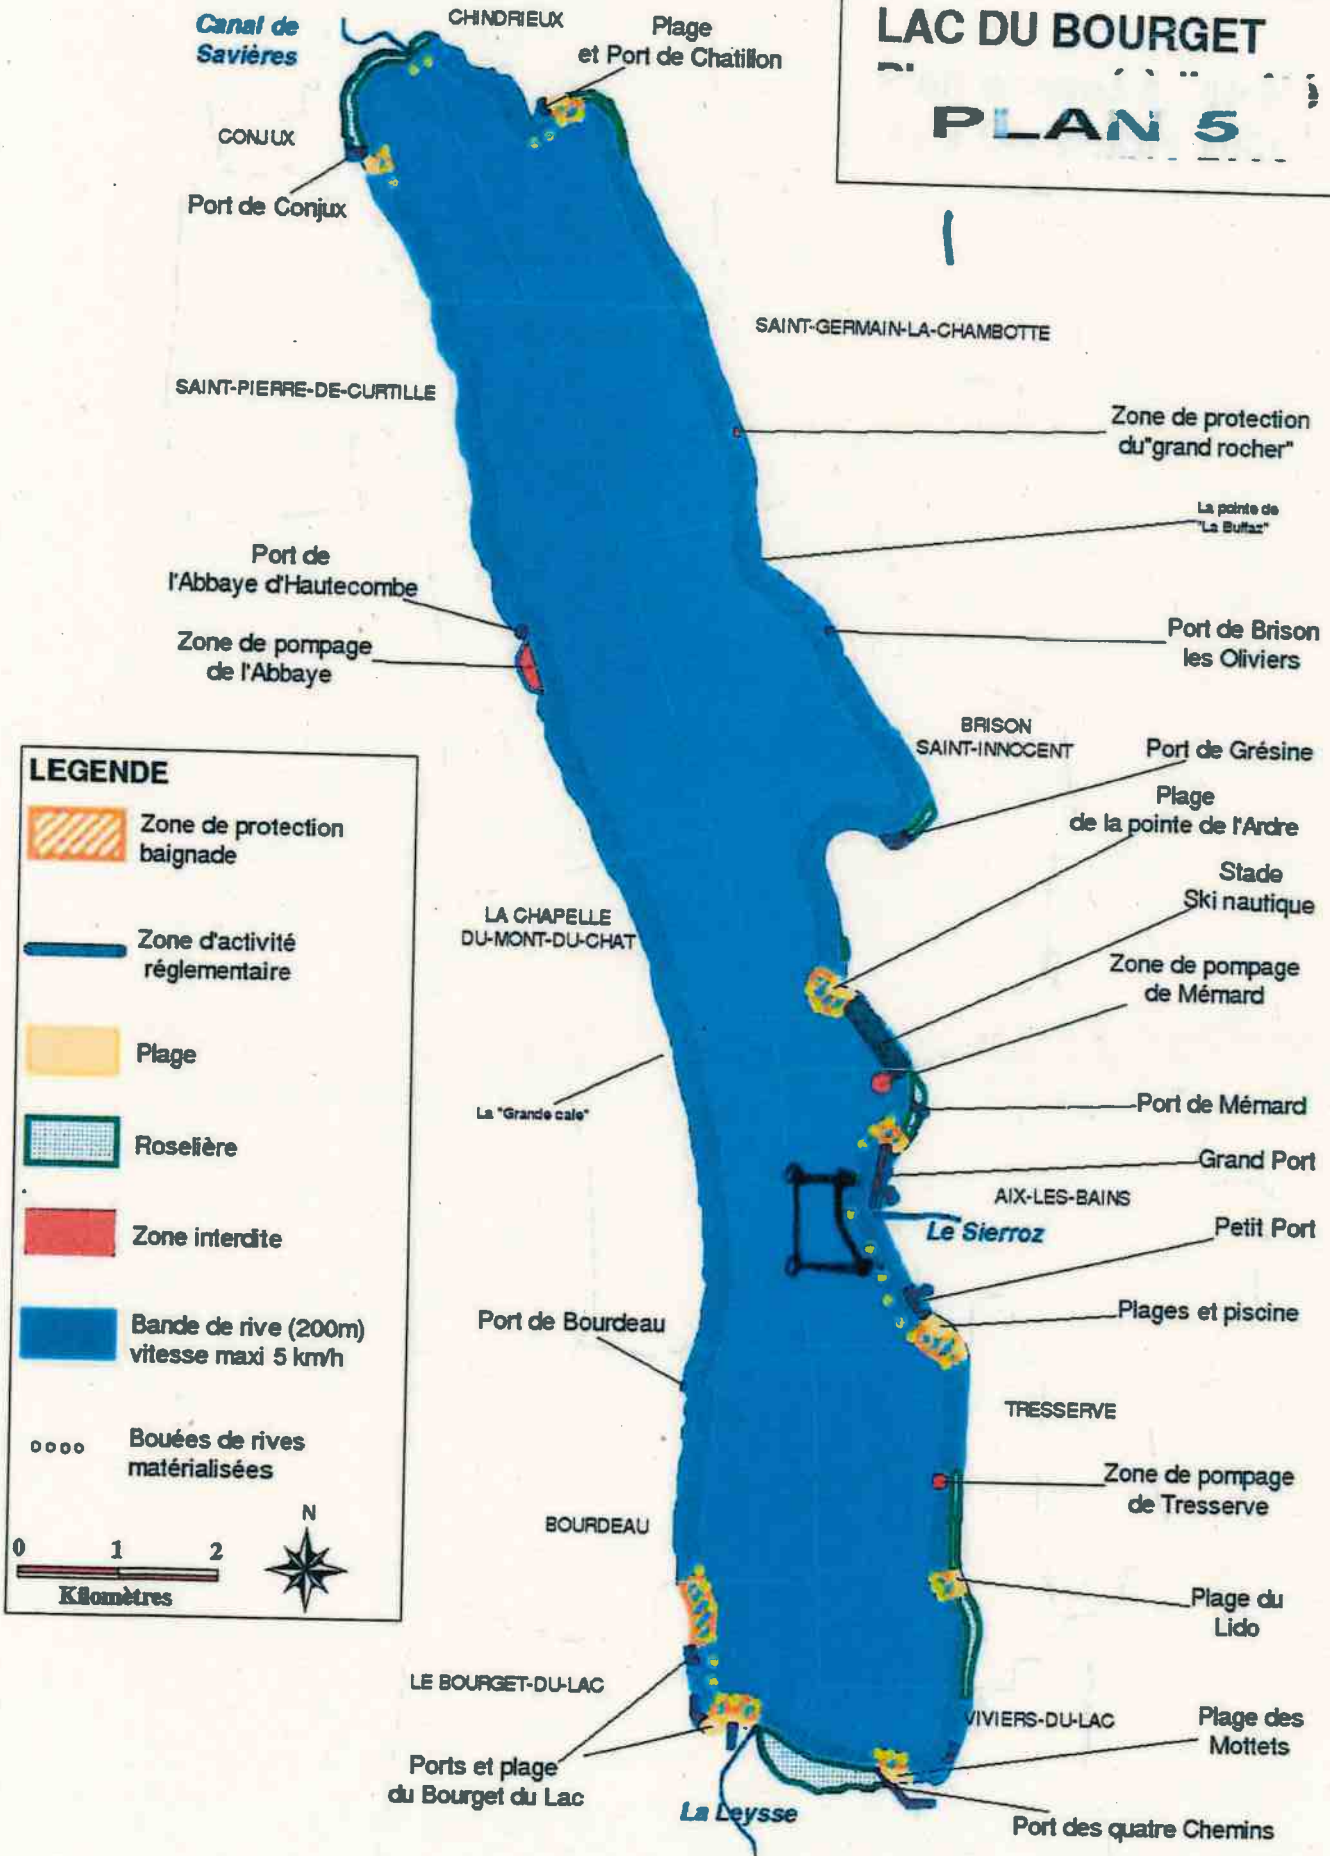 LAC DU BOURGET
PLAN 5
Canal de
Savières
CHINDRIEUX
Plage
et Port de Chatillon
CONJUX
Port de Conjux
SAINT-GERMAIN-LA-CHAMBOTTE
SAINT-PIERRE-DE-CURTILLE
Zone de protection
du"grand rocher"
La pointe de
"La Buffaz"
Port de
l'Abbaye d'Hautecombe
Zone de pompage
de l'Abbaye
Port de Brison
les Oliviers
BRISON
SAINT-INNOCENT
Port de Grésine
Plage
de la pointe de l'Ardre
Stade
Ski nautique
LA CHAPELLE
DU-MONT-DU-CHAT
Zone de pompage
de Mémard
La "Grande cale"
Port de Mémard
Grand Port
AIX-LES-BAINS
Le Sierroz
Petit Port
Port de Bourdeau
Plages et piscine
TRESSERVE
Zone de pompage
de Tresserve
BOURDEAU
Plage du
Lido
LE BOURGET-DU-LAC
VIVIERS-DU-LAC
Plage des
Mottets
Ports et plage
du Bourget du Lac
La Leysse
Port des quatre Chemins
LEGENDE
Zone de protection
baignade
Zone d'activité
réglementaire
Plage
Roselière
Zone interdite
Bande de rive (200m)
vitesse maxi 5 km/h
Bouées de rives
matérialisées
N
0 1 2
Kilomètres